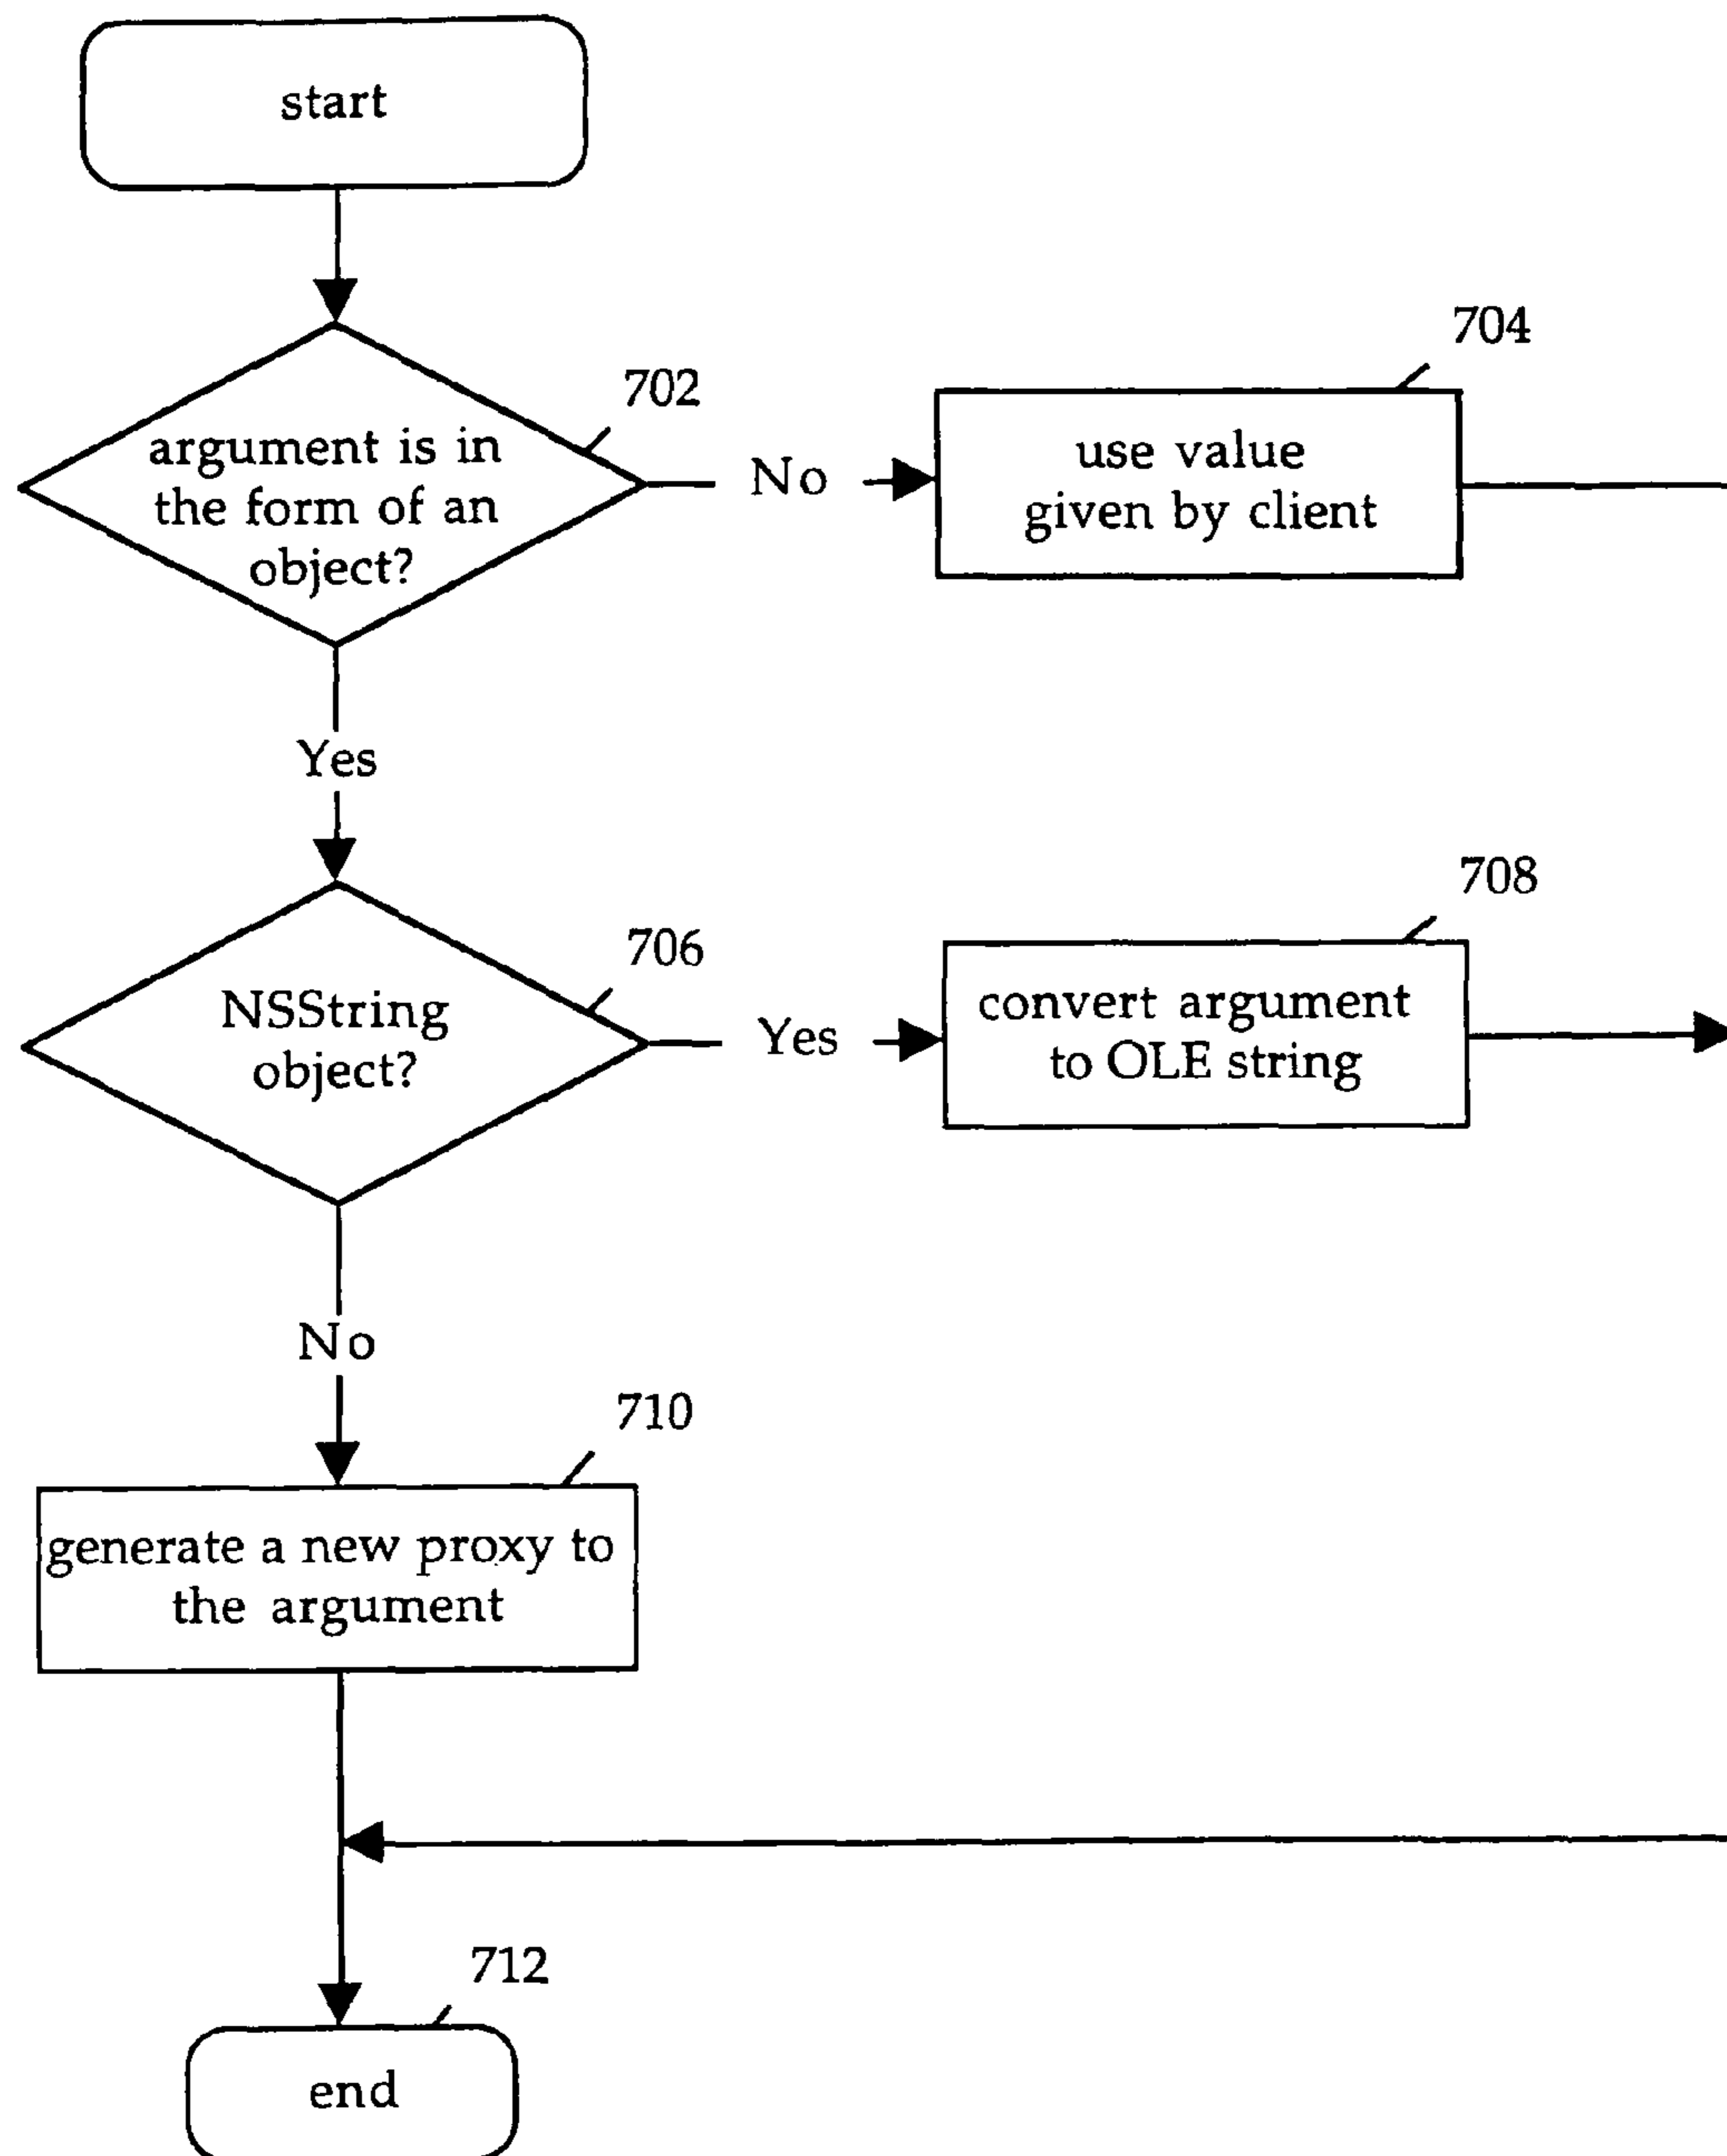 start
702
argument is in
the form of an
object?
No
704
use value
given by client
Yes
706
NSString
object?
Yes
708
convert argument
to OLE string
No
710
generate a new proxy to
the argument
712
end